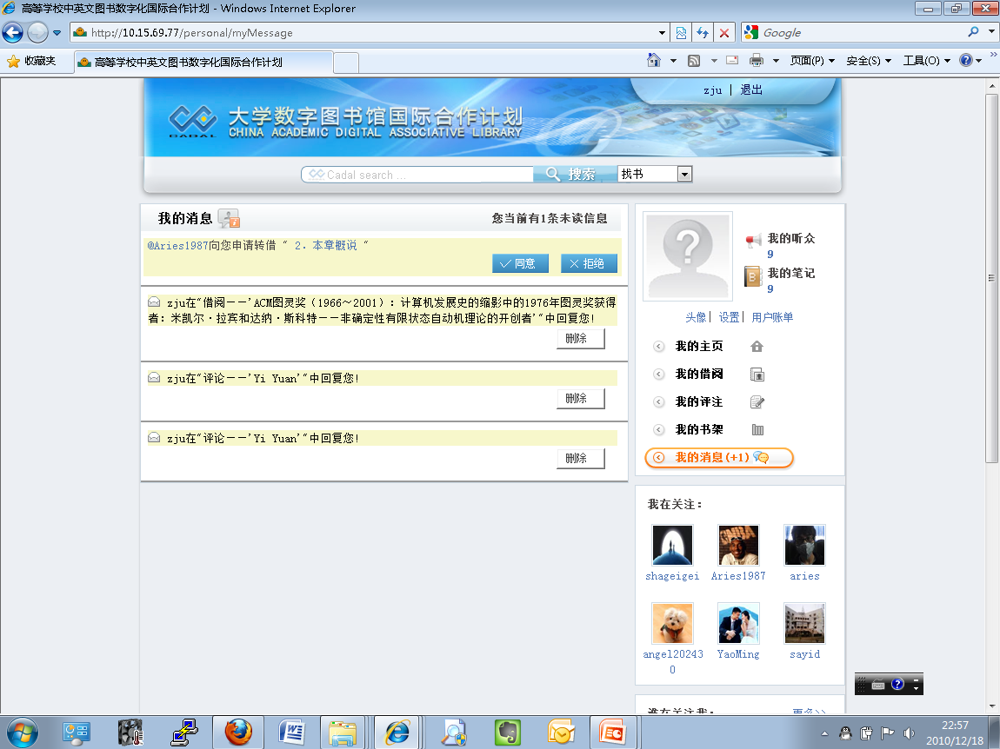 高等学校中英文图书数字化国际合作计划 - Windows Internet Explorer
http://10.15.69.77/personal/myMessage
Google
收藏夹
高等学校中英文图书数字化国际合作计划
页面(P)
安全(S)
工具(O)
zju | 退出
CADAL
大学数字图书馆国际合作计划
CHINA ACADEMIC DIGITAL ASSOCIATIVE LIBRARY
Cadal search ...
搜索
找书
我的消息
您当前有1条未读信息
@Aries1987向您申请转借 “ 2. 本章概说 “
同意
拒绝
zju在“借阅——'ACM图灵奖（1966～2001）：计算机发展史的缩影中的1976年图灵奖获得
者：米凯尔·拉宾和达纳·斯科特——非确定性有限状态自动机理论的开创者'“中回复您!
删除
zju在“评论——'Yi Yuan'“中回复您!
删除
zju在“评论——'Yi Yuan'“中回复您!
删除
我的听众
9
我的笔记
9
头像| 设置| 用户账单
我的主页
我的借阅
我的评注
我的书架
我的消息(+1)
我在关注：
shageigei
Aries1987
aries
angel20243
0
YaoMing
sayid
谁在关注我:
更多>>
22:57
2010/12/18